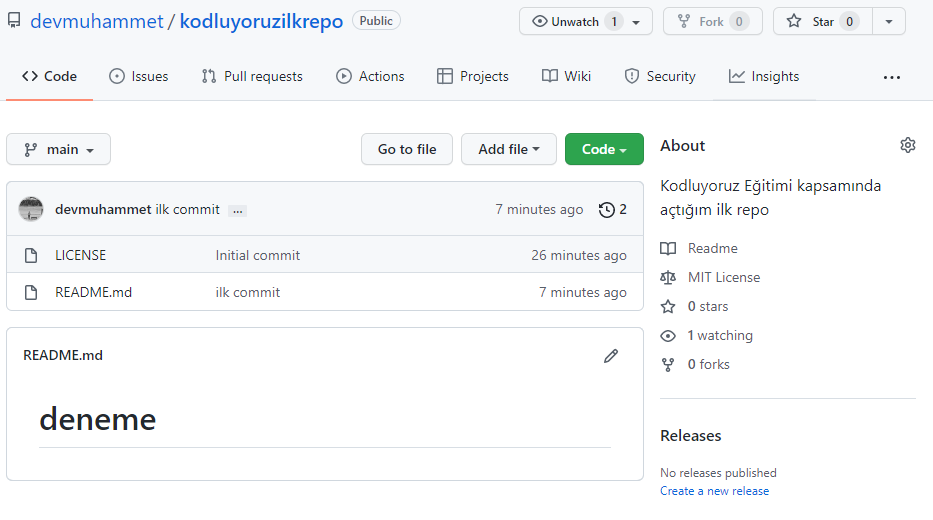 devmuhammet / kodluyoruzilkrepo Public Unwatch 1 Fork 0 Star 0
Code Issues Pull requests Actions Projects Wiki Security Insights ...
main Go to file Add file Code
devmuhammet ilk commit ... 7 minutes ago 2
LICENSE Initial commit 26 minutes ago
README.md ilk commit 7 minutes ago
README.md
deneme
About
Kodluyoruz Eğitimi kapsamında
açtığım ilk repo
Readme
MIT License
0 stars
1 watching
0 forks
Releases
No releases published
Create a new release